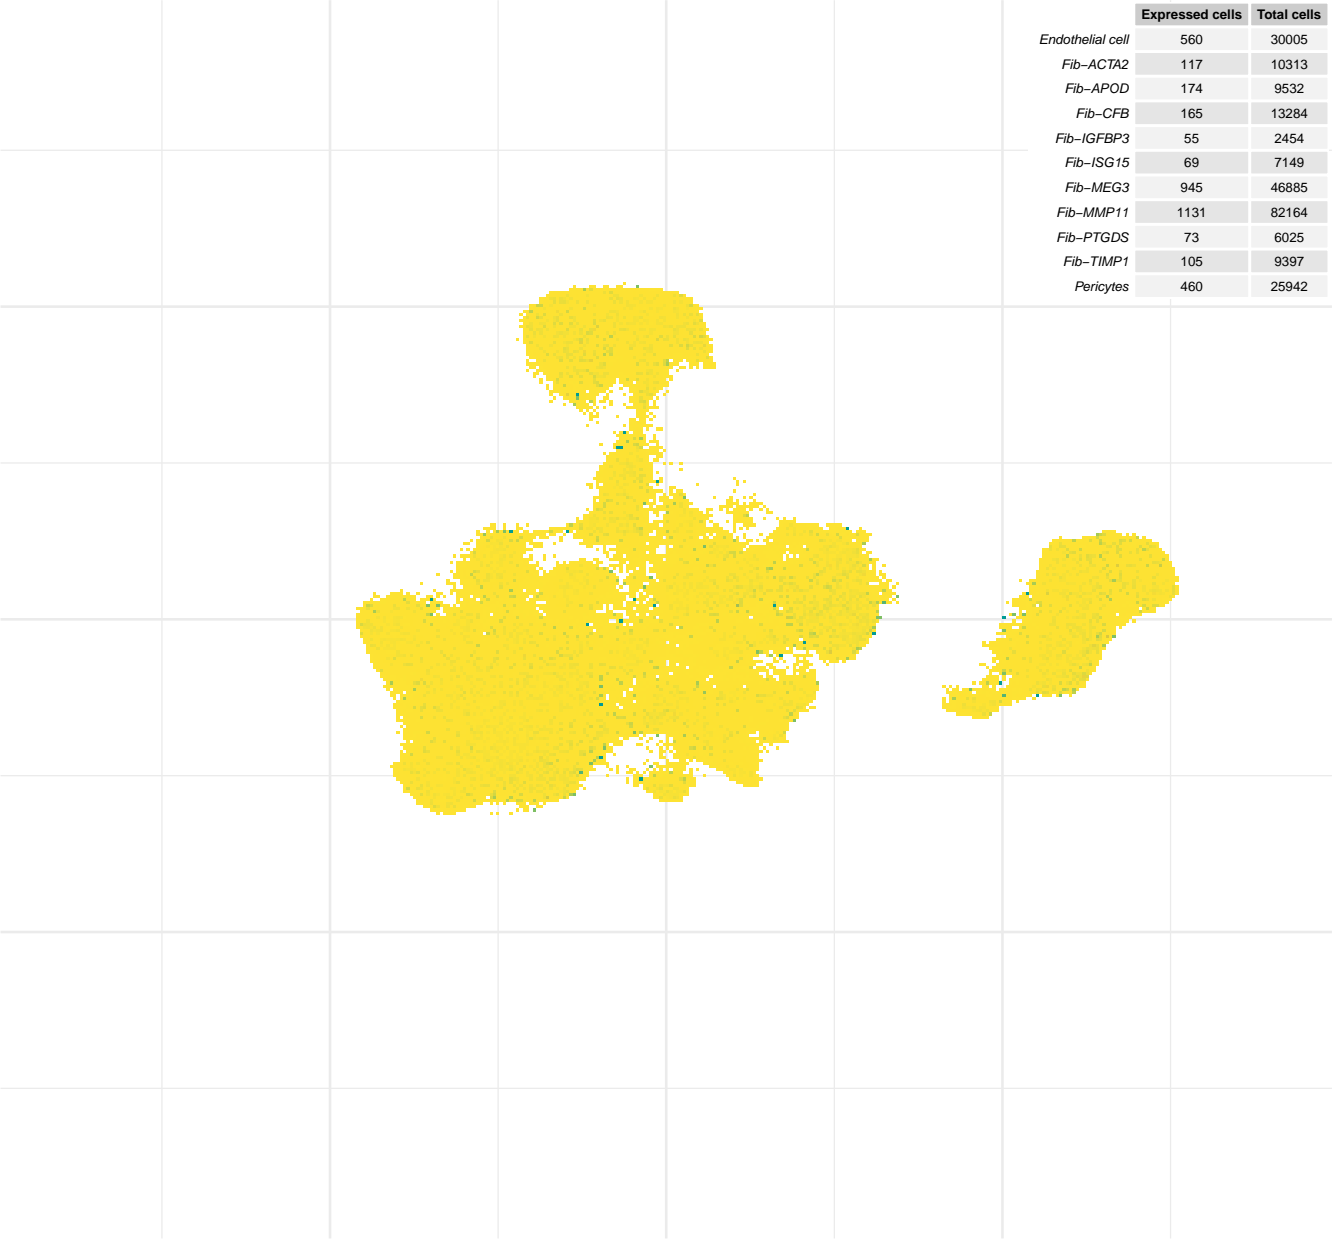 Expressed cells Total cells
Endothelial cell 560 30005
Fib−ACTA2 117 10313
Fib−APOD 174 9532
Fib−CFB 165 13284
Fib−IGFBP3 55 2454
Fib−ISG15 69 7149
Fib−MEG3 945 46885
Fib−MMP11 1131 82164
Fib−PTGDS 73 6025
Fib−TIMP1 105 9397
Pericytes 460 25942